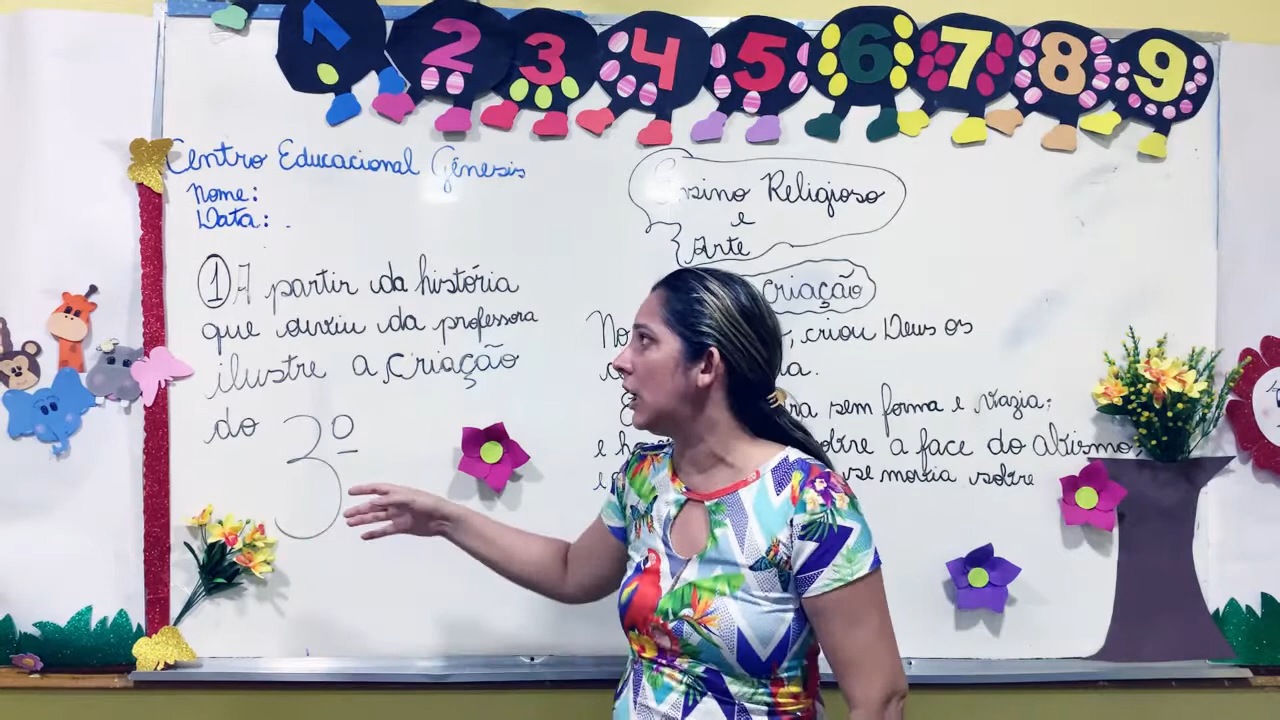 1 2 3 4 5 6 7 8 9
Centro Educacional Gênesis
Nome:
Data: .
1 A partir da história
que ouviu da professora
ilustre a criação
do 3º
Ensino Religioso
e
Arte
criação
No , criou Deus os
sem forma e vazia;
e sobre a face do abismo,
se movia sobre